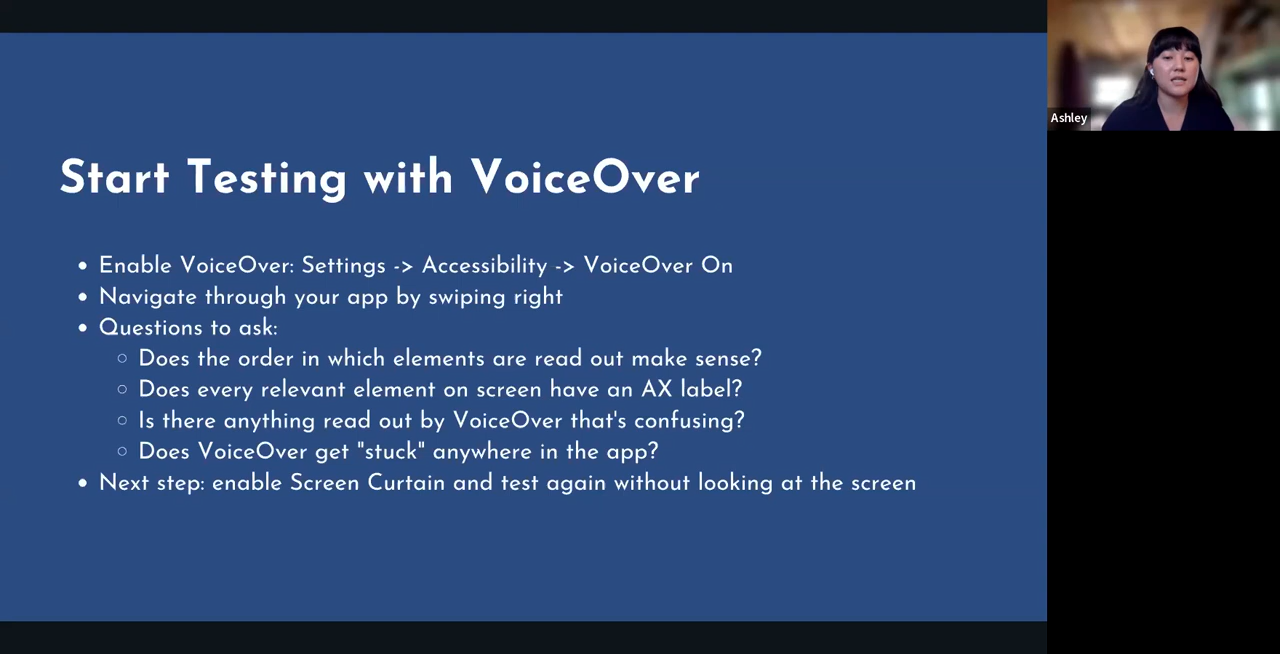 Start Testing with VoiceOver
• Enable VoiceOver: Settings -> Accessibility -> VoiceOver On
• Navigate through your app by swiping right
• Questions to ask:
○ Does the order in which elements are read out make sense?
○ Does every relevant element on screen have an AX label?
○ Is there anything read out by VoiceOver that's confusing?
○ Does VoiceOver get "stuck" anywhere in the app?
• Next step: enable Screen Curtain and test again without looking at the screen
Ashley